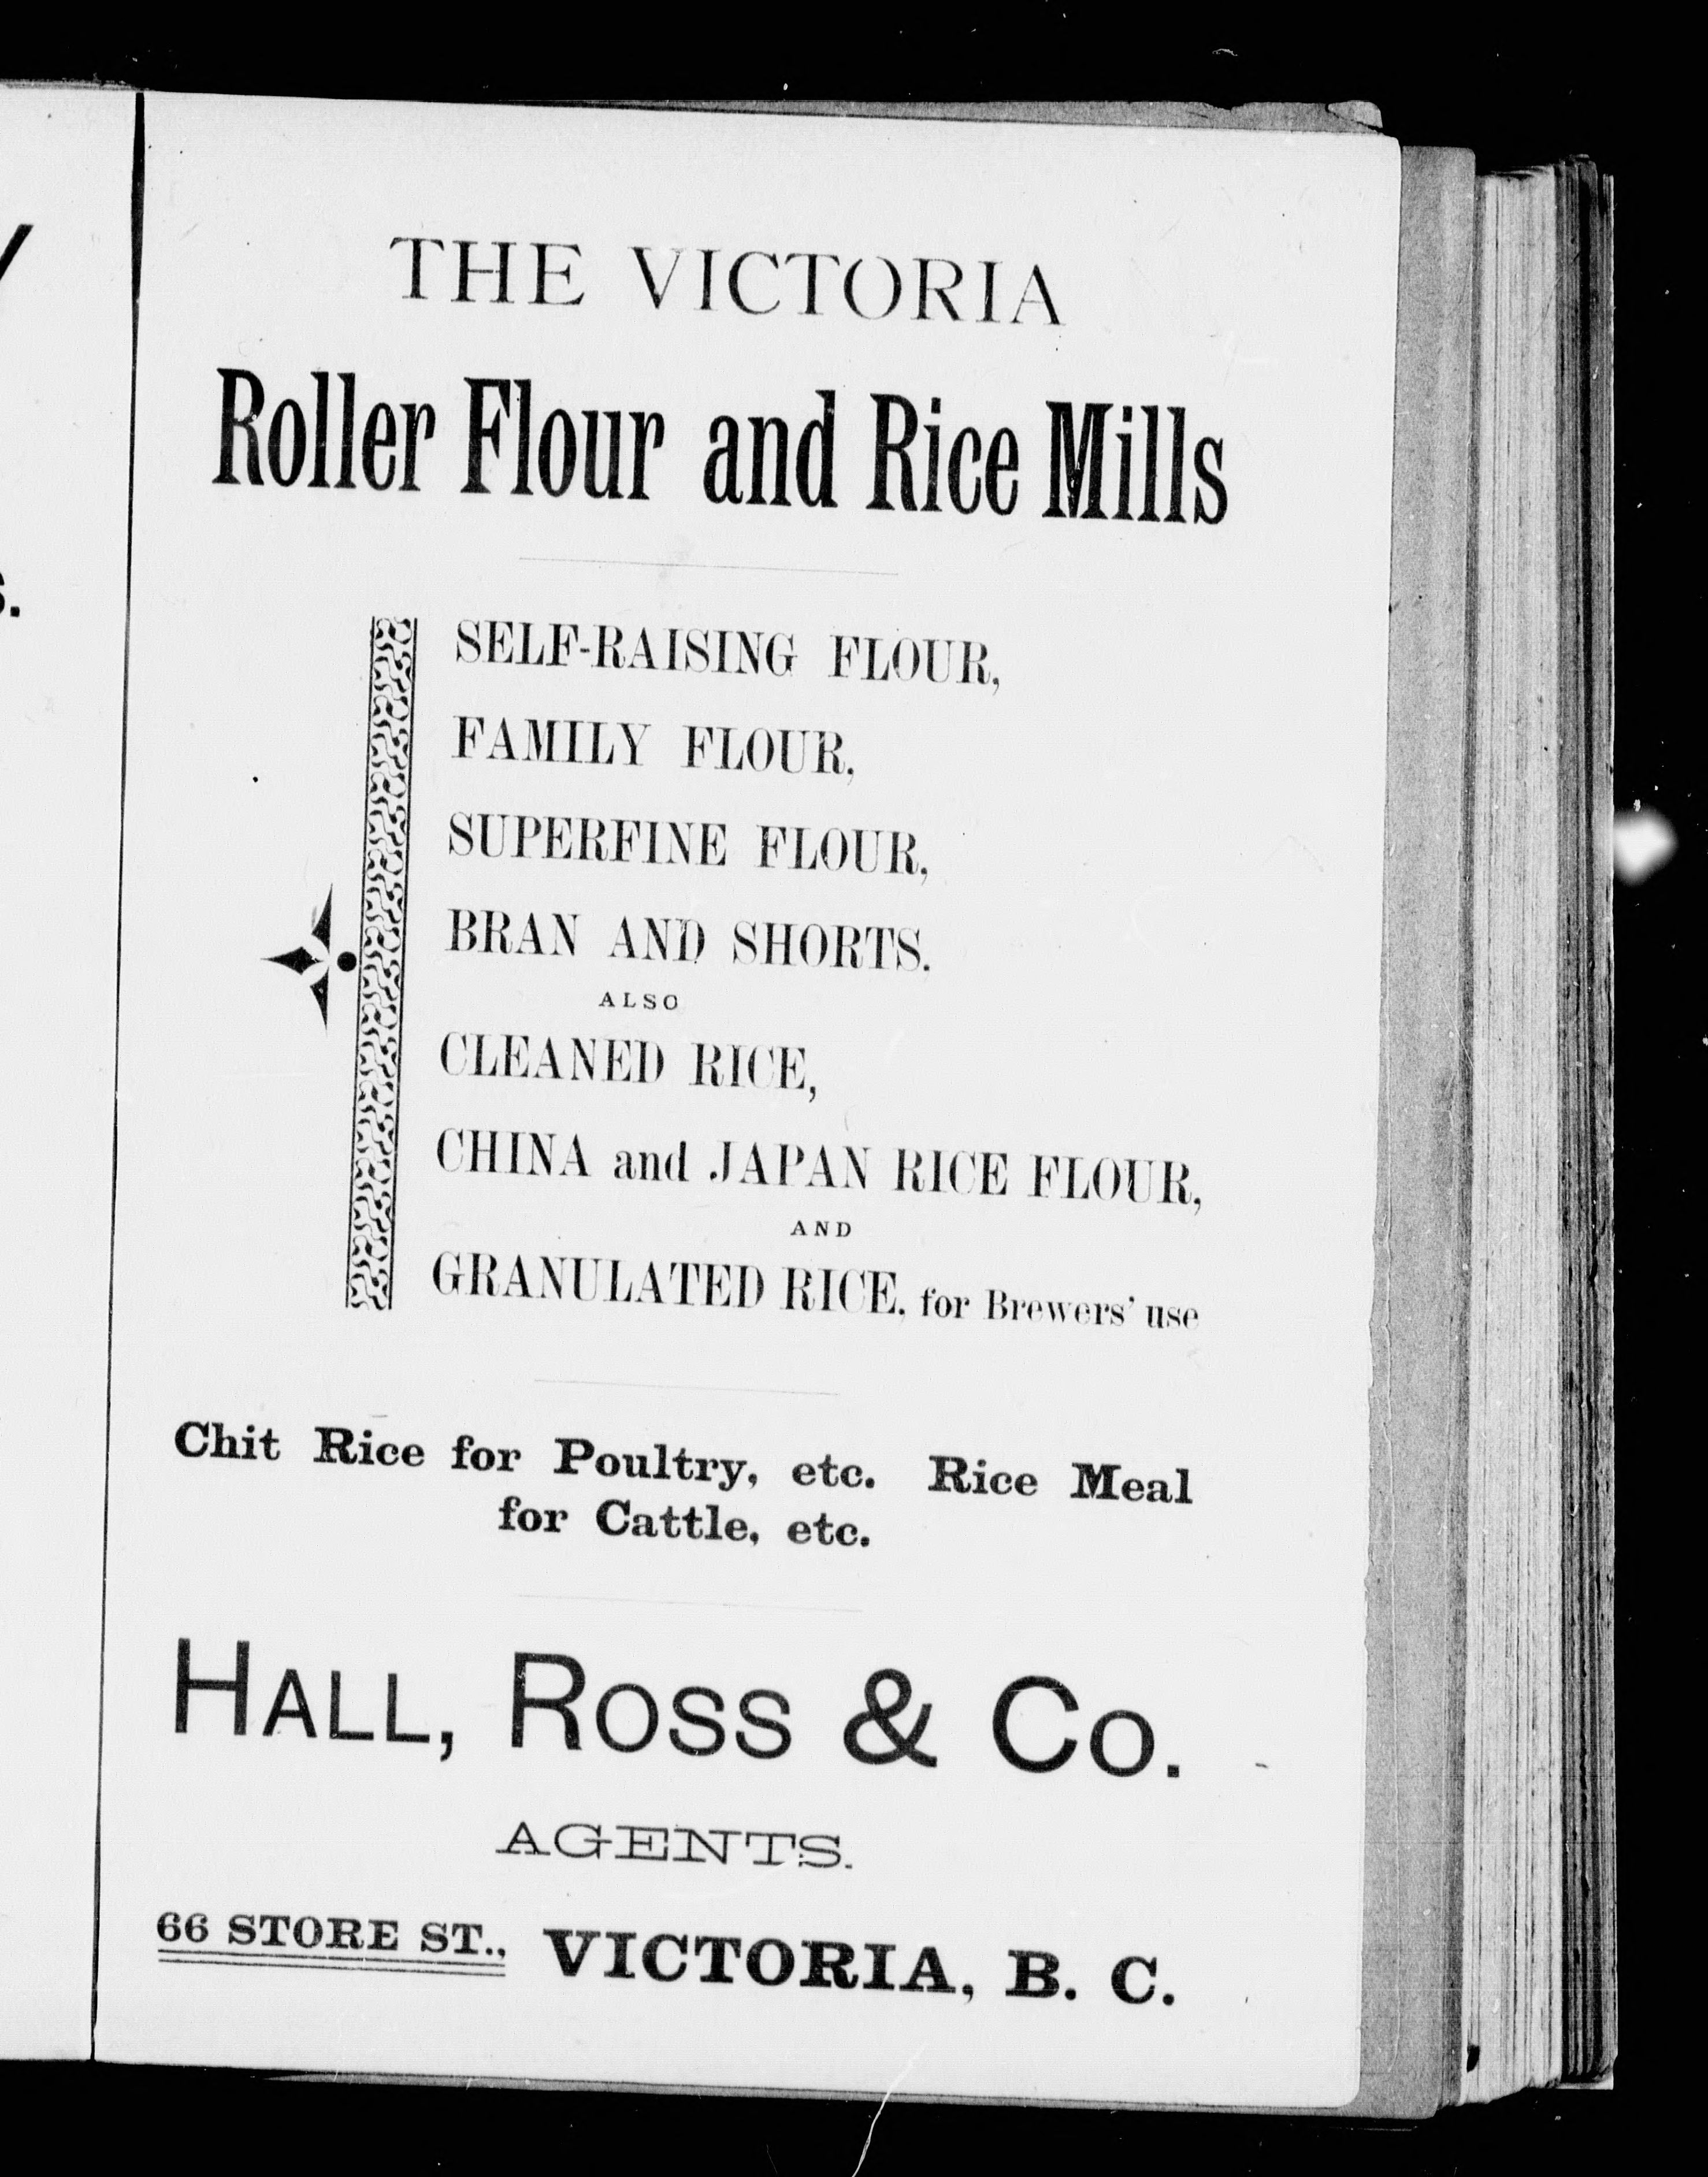 THE VICTORIA
Roller Flour and Rice Mills
SELF-RAISING FLOUR,
FAMILY FLOUR,
SUPERFINE FLOUR,
BRAN AND SHORTS.
ALSO
CLEANED RICE,
CHINA and JAPAN RICE FLOUR,
AND
GRANULATED RICE, for Brewers' use
Chit Rice for Poultry, etc. Rice Meal
for Cattle, etc.
HALL, ROSS & CO.
AGENTS.
66 STORE ST., VICTORIA, B. C.